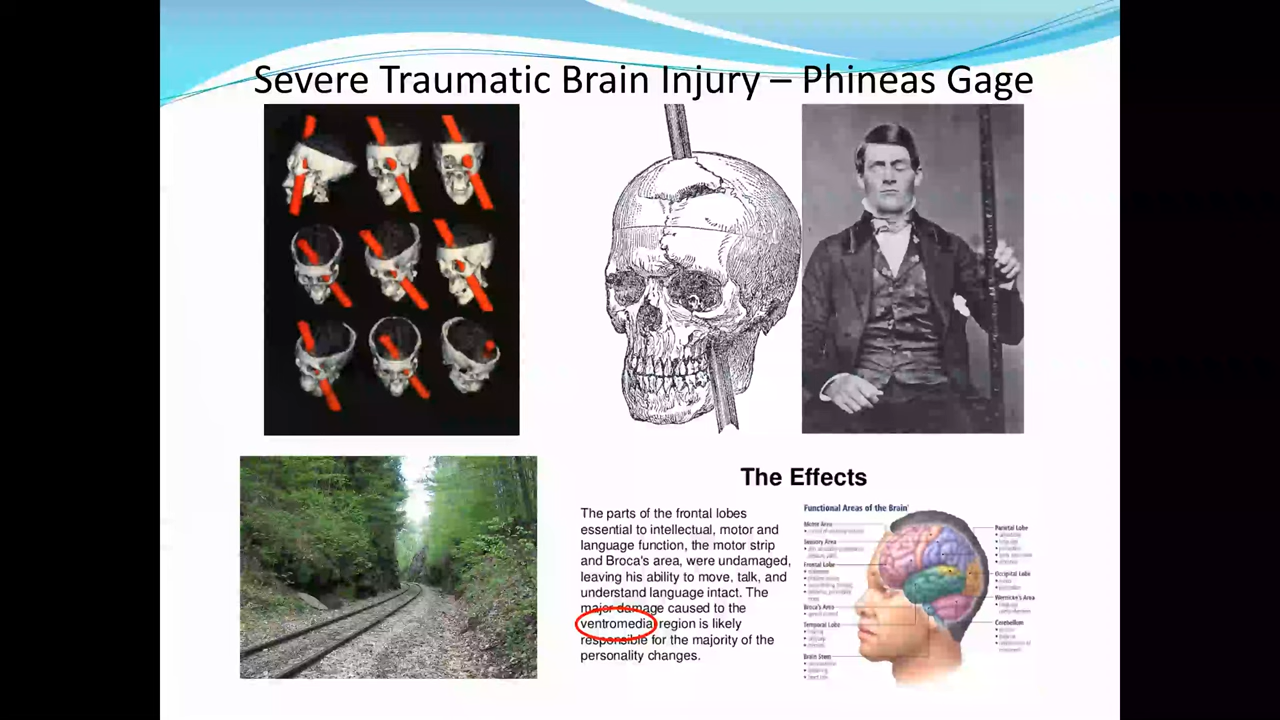 Severe Traumatic Brain Injury – Phineas Gage
The Effects
The parts of the frontal lobes
essential to intellectual, motor and
language function, the motor strip
and Broca's area, were undamaged,
leaving his ability to move, talk, and
understand language intact. The
major damage caused to the
ventromedial region is likely
responsible for the majority of the
personality changes.
Functional Areas of the Brain
Motor Area
Sensory Area
Frontal Lobe
Broca's Area
Temporal Lobe
Brain Stem
Parietal Lobe
Occipital Lobe
Wernicke's Area
Cerebellum